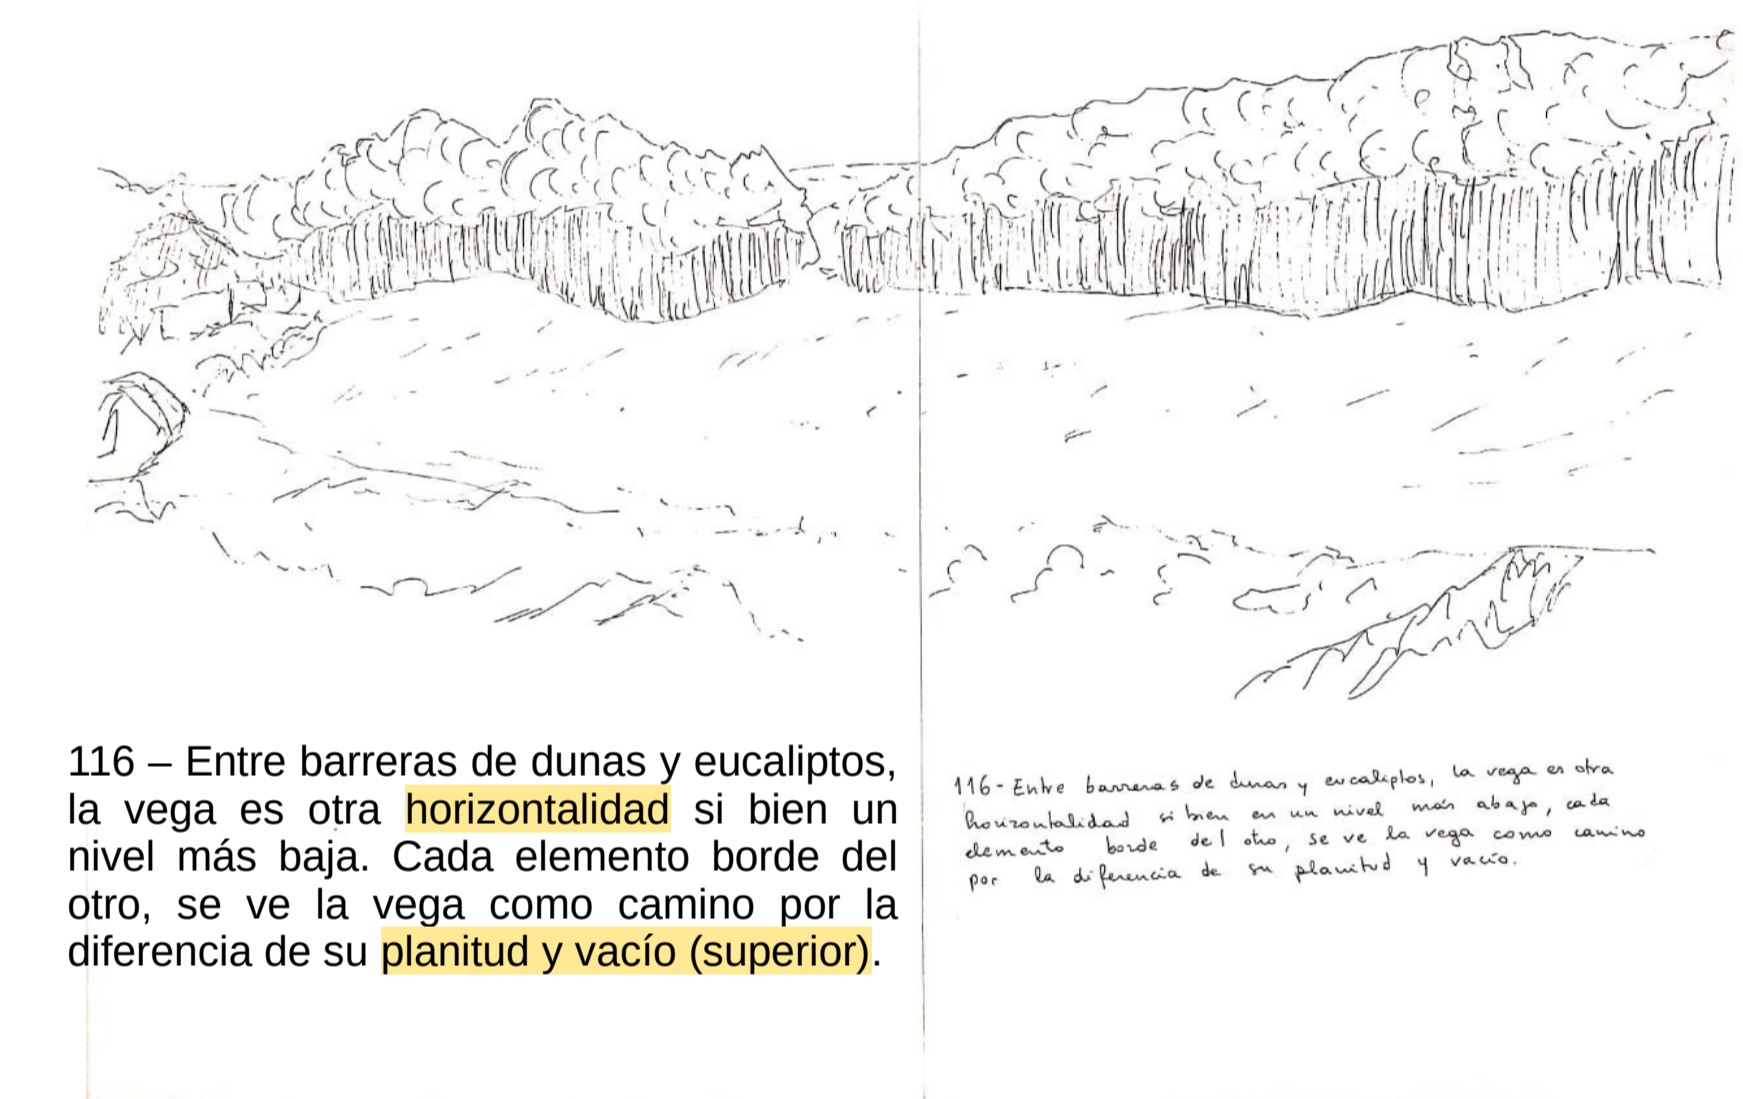 116 – Entre barreras de dunas y eucaliptos,
la vega es otra horizontalidad si bien un
nivel más baja. Cada elemento borde del
otro, se ve la vega como camino por la
diferencia de su planitud y vacío (superior).
116- Entre barreras de dunas y eucaliptos, la vega es otra
horizontalidad si bien en un nivel más abajo, cada
elemento borde del otro, se ve la vega como camino
por la diferencia de su planitud y vacío.